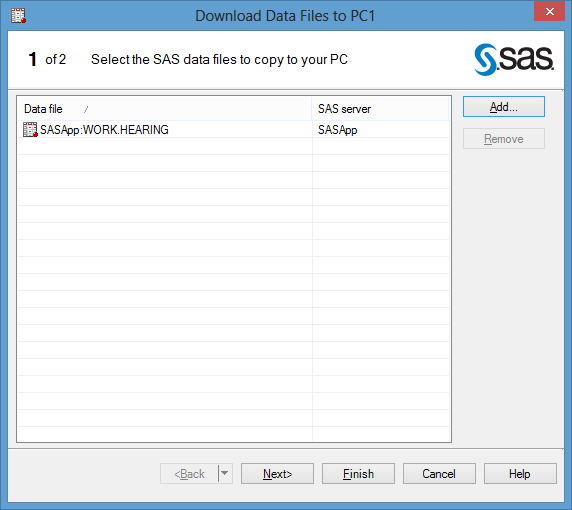 Download Data Files to PC1
1 of 2 Select the SAS data files to copy to your PC
sas
Data file / SAS server
SASApp:WORK.HEARING SASApp
Add...
Remove
<Back Next> Finish Cancel Help